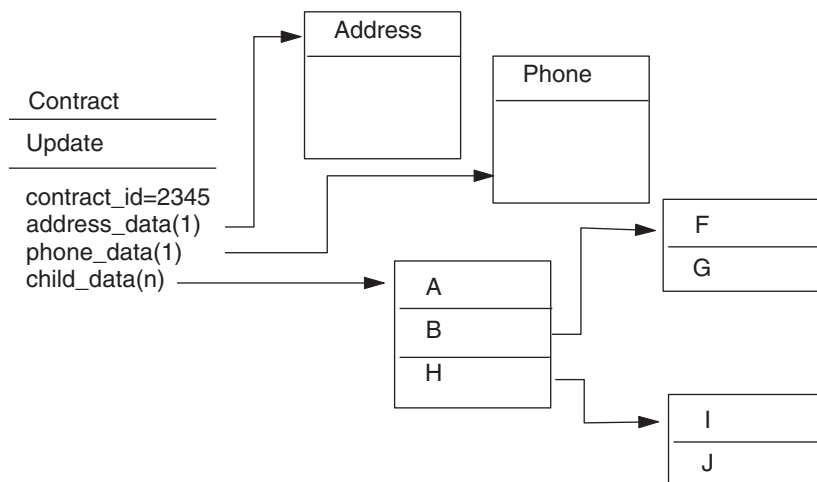 Address
Phone
Contract
Update
contract_id=2345
address_data(1)
phone_data(1)
child_data(n)
A
B
H
F
G
I
J